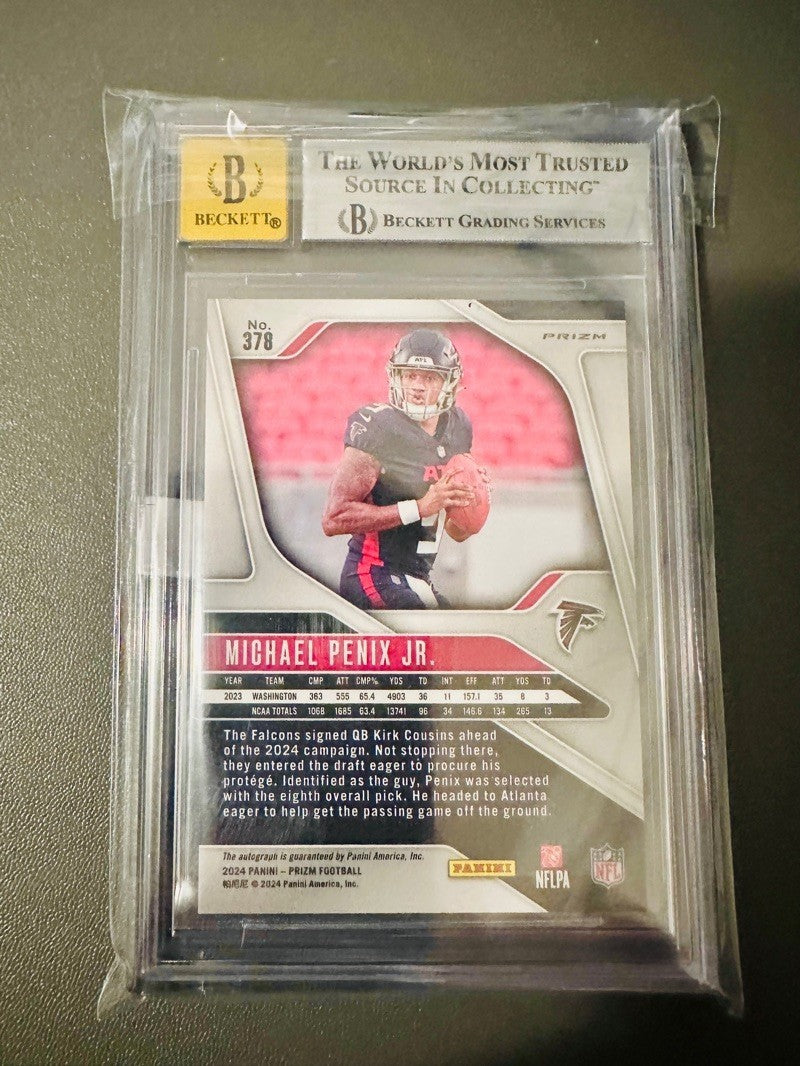 B
BECKETT®
THE WORLD'S MOST TRUSTED
SOURCE IN COLLECTING™
B BECKETT GRADING SERVICES
No.
378
PRIZM
ATL
MICHAEL PENIX JR.
YEAR TEAM CMP ATT CMP% YDS TD INT EFF ATT YDS TD
2023 WASHINGTON 363 555 65.4 4903 36 11 157.1 35 8 3
NCAA TOTALS 1068 1685 63.4 13741 96 34 146.6 134 265 13
The Falcons signed QB Kirk Cousins ahead
of the 2024 campaign. Not stopping there,
they entered the draft eager to procure his
protégé. Identified as the guy, Penix was selected
with the eighth overall pick. He headed to Atlanta
eager to help get the passing game off the ground.
The autograph is guaranteed by Panini America, Inc.
2024 PANINI – PRIZM FOOTBALL
帕尼尼 © 2024 Panini America, Inc.
PANINI
NFLPA
NFL